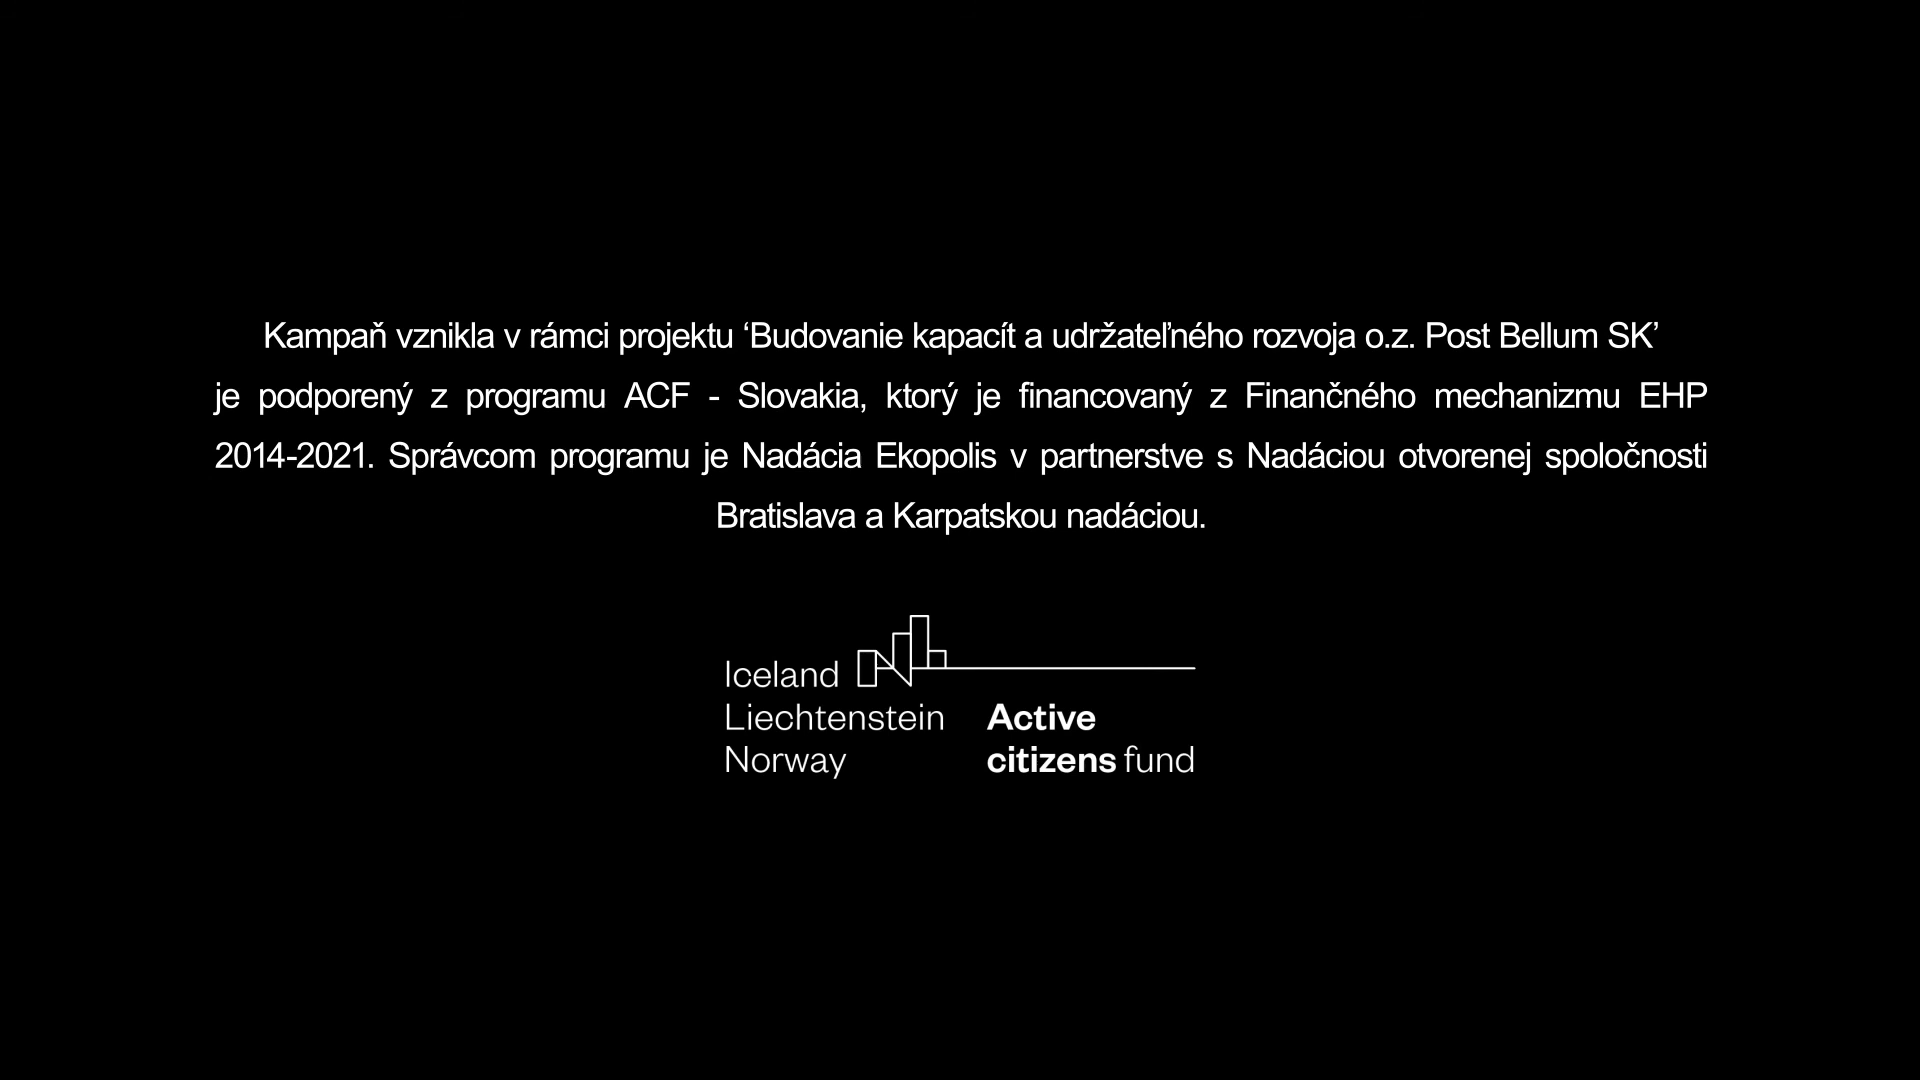 Kampaň vznikla v rámci projektu ‘Budovanie kapacít a udržateľného rozvoja o.z. Post Bellum SK’
je podporený z programu ACF - Slovakia, ktorý je financovaný z Finančného mechanizmu EHP
2014-2021. Správcom programu je Nadácia Ekopolis v partnerstve s Nadáciou otvorenej spoločnosti
Bratislava a Karpatskou nadáciou.
Iceland
Liechtenstein
Norway
Active
citizens fund